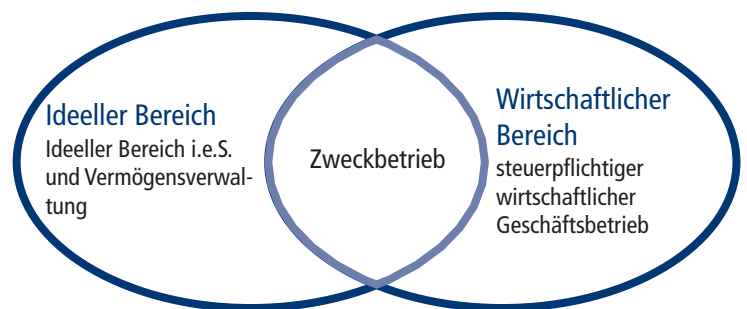 Ideeller Bereich
Ideeller Bereich i.e.S.
und Vermögensverwal-
tung
Zweckbetrieb
Wirtschaftlicher
Bereich
steuerpflichtiger
wirtschaftlicher
Geschäftsbetrieb